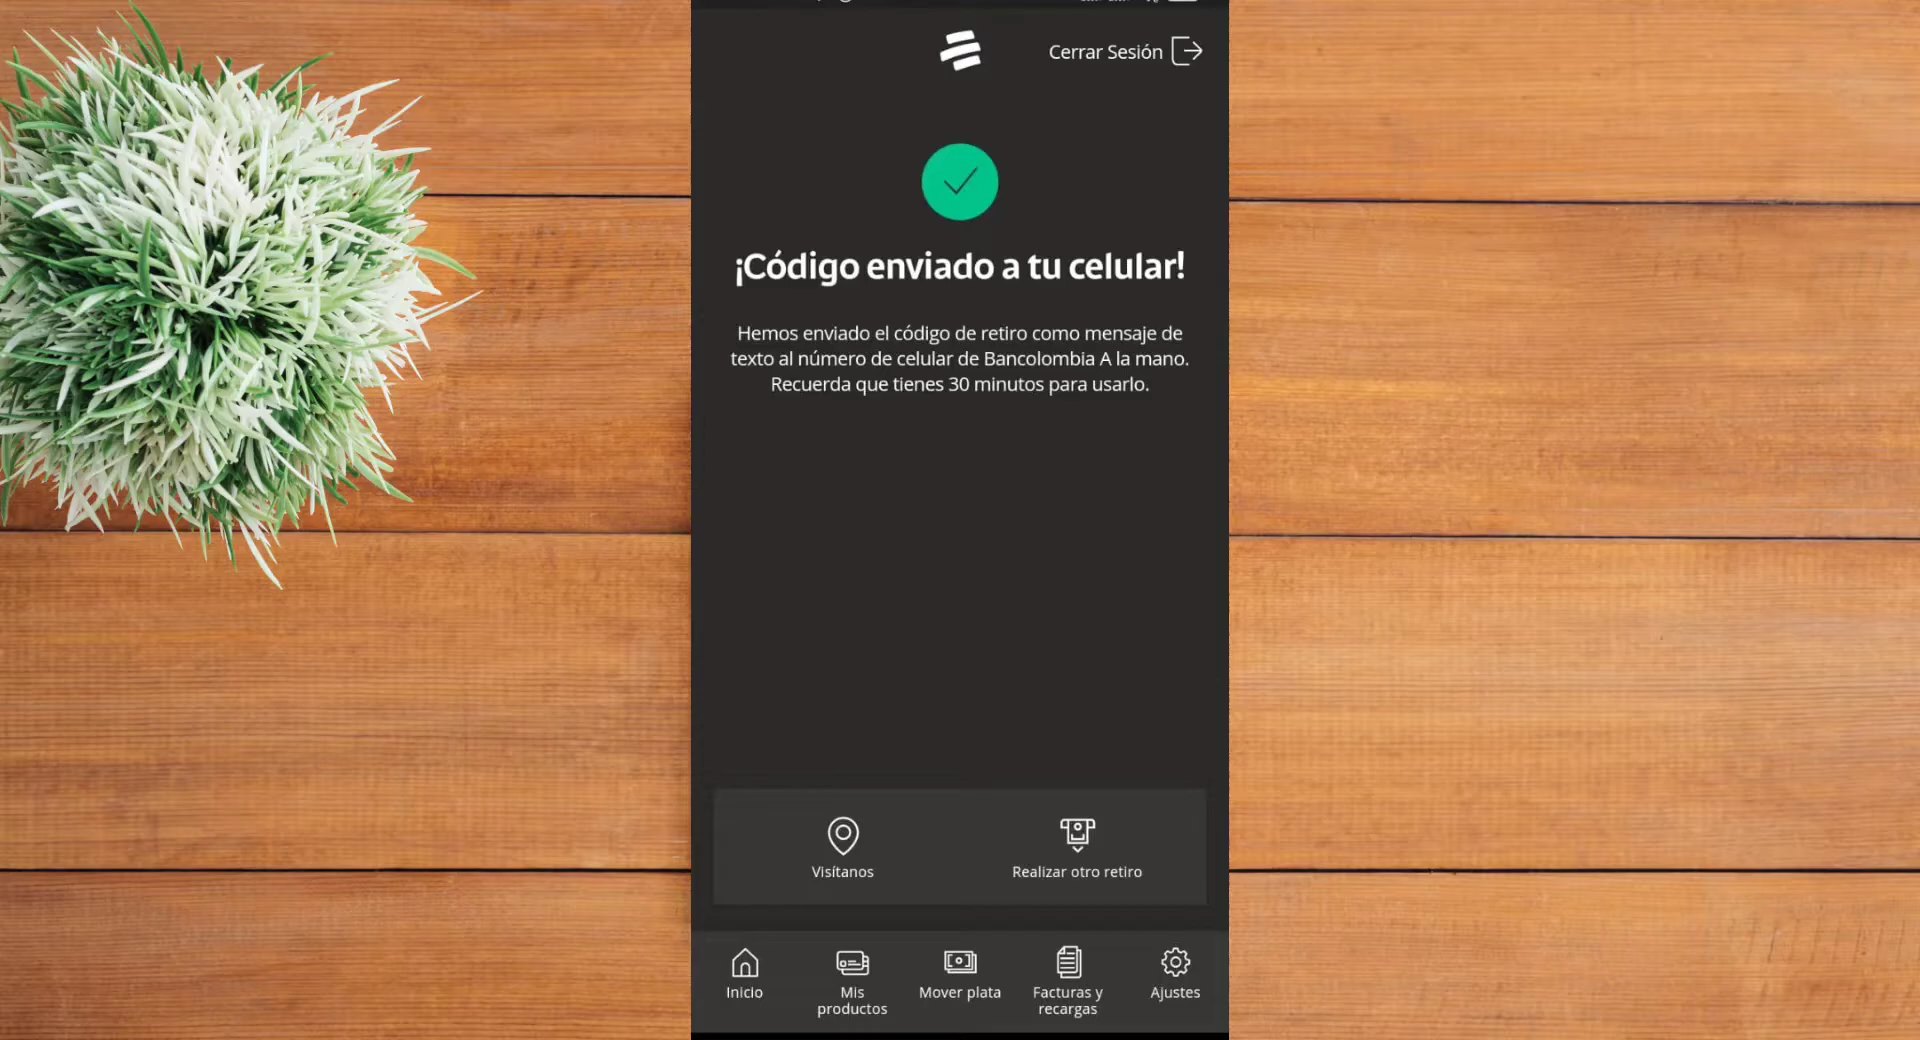 Cerrar Sesión
¡Código enviado a tu celular!
Hemos enviado el código de retiro como mensaje de
texto al número de celular de Bancolombia A la mano.
Recuerda que tienes 30 minutos para usarlo.
Visítanos
Realizar otro retiro
Inicio
Mis
productos
Mover plata
Facturas y
recargas
Ajustes